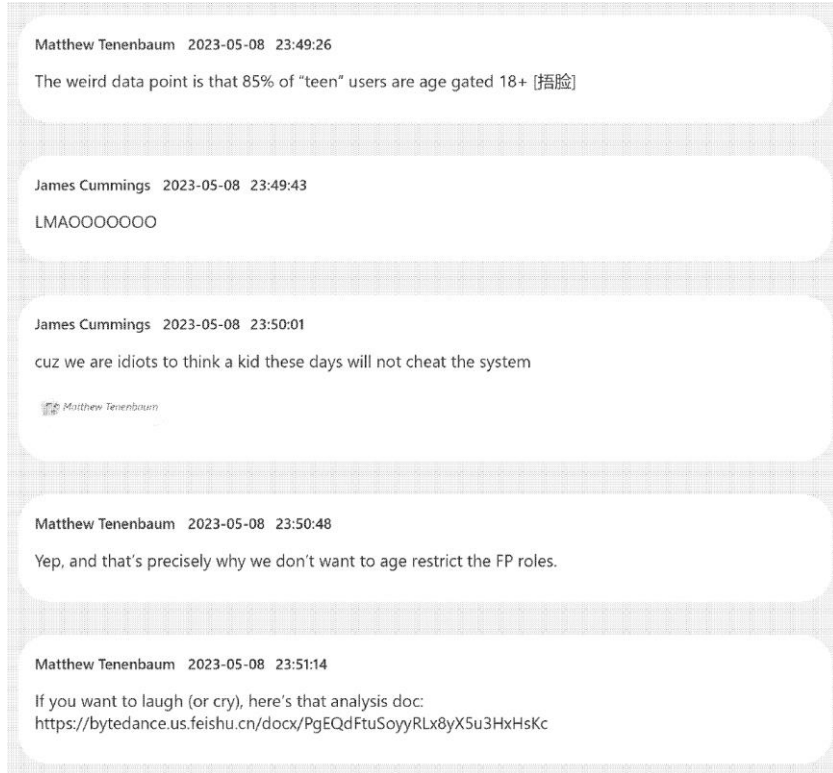 Matthew Tenenbaum 2023-05-08 23:49:26
The weird data point is that 85% of “teen” users are age gated 18+ [捂脸]
James Cummings 2023-05-08 23:49:43
LMAOOOOOOO
James Cummings 2023-05-08 23:50:01
cuz we are idiots to think a kid these days will not cheat the system
Matthew Tenenbaum
Matthew Tenenbaum 2023-05-08 23:50:48
Yep, and that’s precisely why we don’t want to age restrict the FP roles.
Matthew Tenenbaum 2023-05-08 23:51:14
If you want to laugh (or cry), here’s that analysis doc:
https://bytedance.us.feishu.cn/docx/PgEQdFtuSoyyRLx8yX5u3HxHsKc